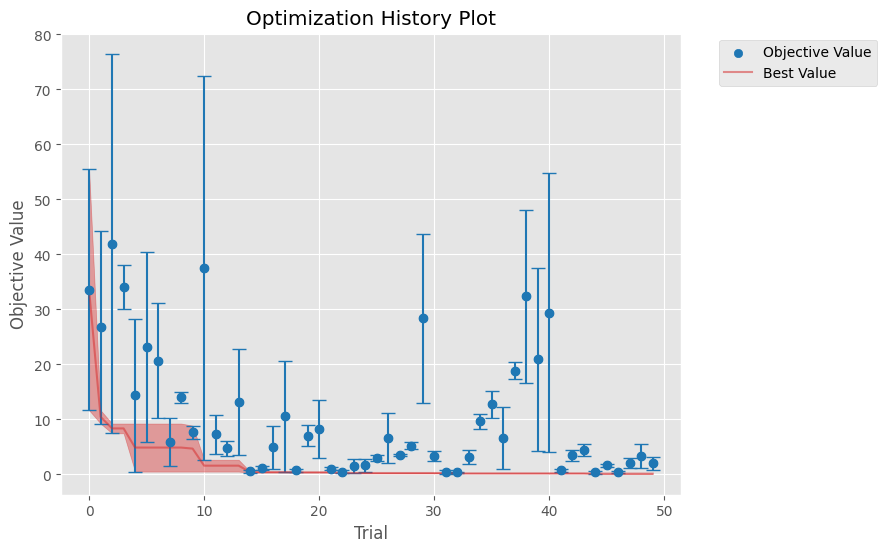 Optimization History Plot
Objective Value
Best Value
Objective Value
80
70
60
50
40
30
20
10
0
0 10 20 30 40 50
Trial